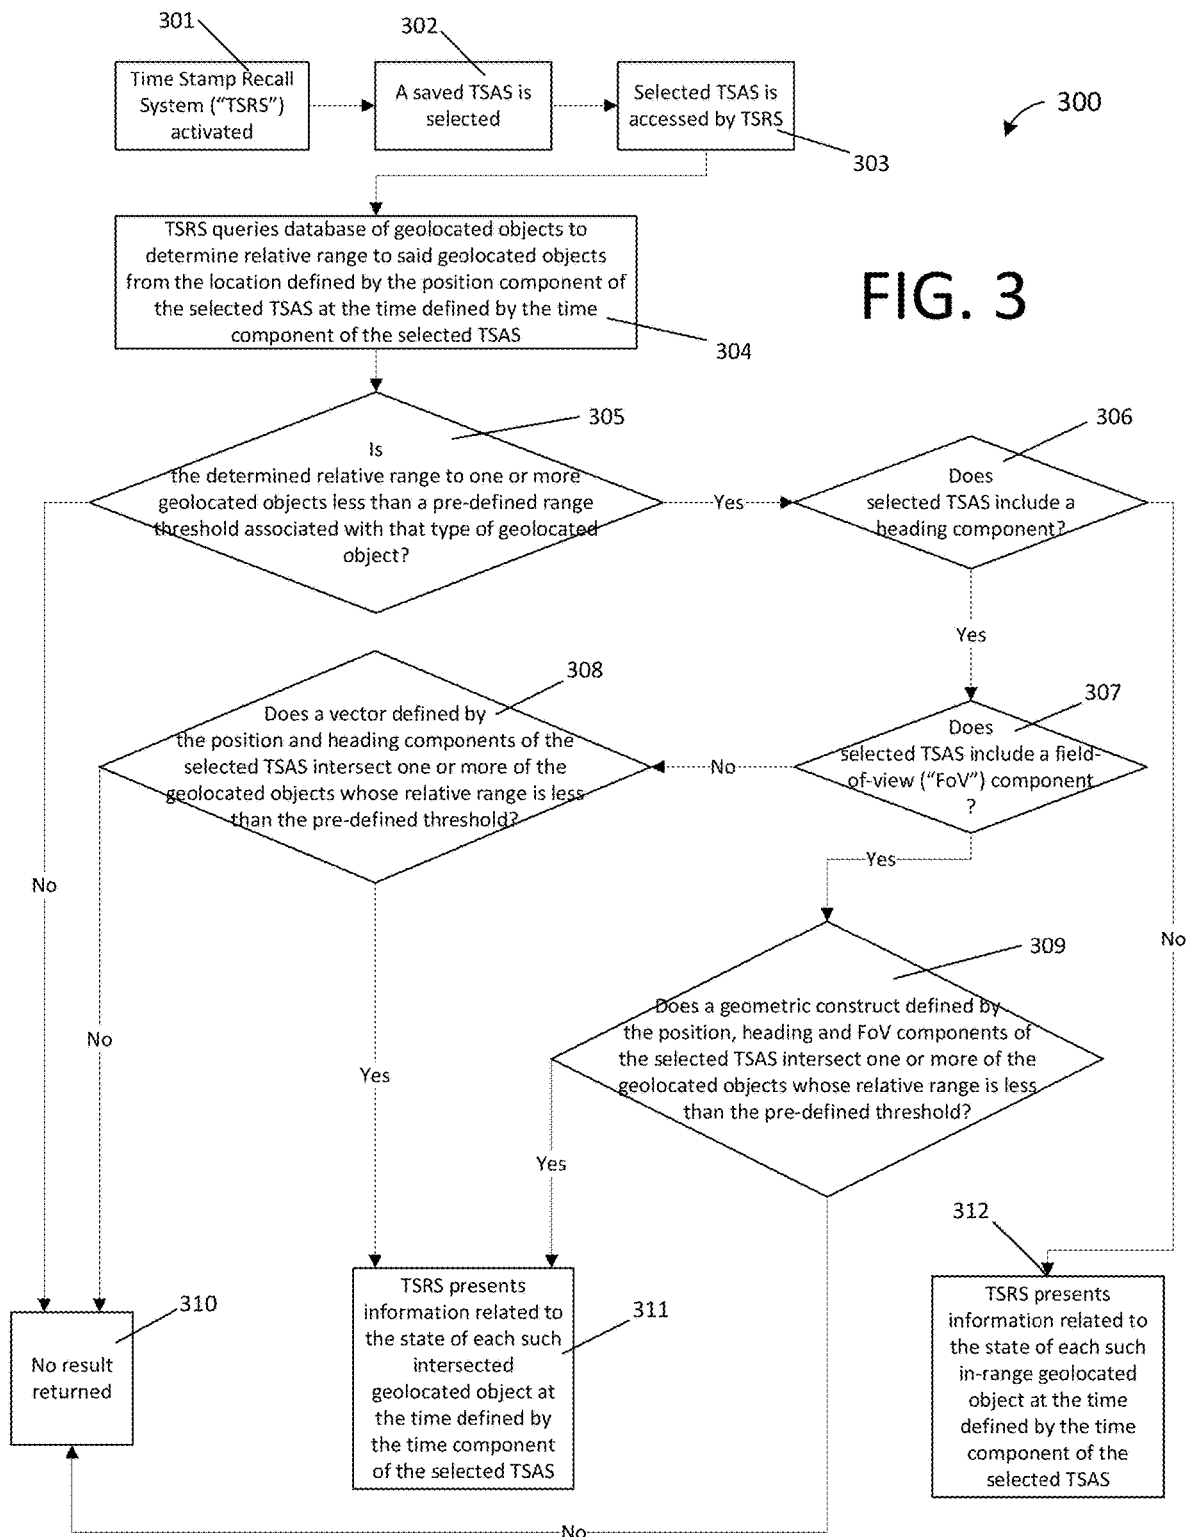 301
Time Stamp Recall
System ("TSRS")
activated
302
A saved TSAS is
selected
Selected TSAS is
accessed by TSRS
303
300
TSRS queries database of geolocated objects to
determine relative range to said geolocated objects
from the location defined by the position component of
the selected TSAS at the time defined by the time
component of the selected TSAS
304
FIG. 3
305
Is
the determined relative range to one or more
geolocated objects less than a pre-defined range
threshold associated with that type of geolocated
object?
Yes
306
Does
selected TSAS include a
heading component?
Yes
308
Does a vector defined by
the position and heading components of the
selected TSAS intersect one or more of the
geolocated objects whose relative range is less
than the pre-defined threshold?
No
307
Does
selected TSAS include a field-
of-view ("FoV") component
?
Yes
No
No
No
309
Does a geometric construct defined by
the position, heading and FoV components of
the selected TSAS intersect one or more of the
geolocated objects whose relative range is less
than the pre-defined threshold?
Yes
Yes
310
No result
returned
311
TSRS presents
information related to
the state of each such
intersected
geolocated object at
the time defined by
the time component
of the selected TSAS
312
TSRS presents
information related to
the state of each such
in-range geolocated
object at the time
defined by the time
component of the
selected TSAS
No